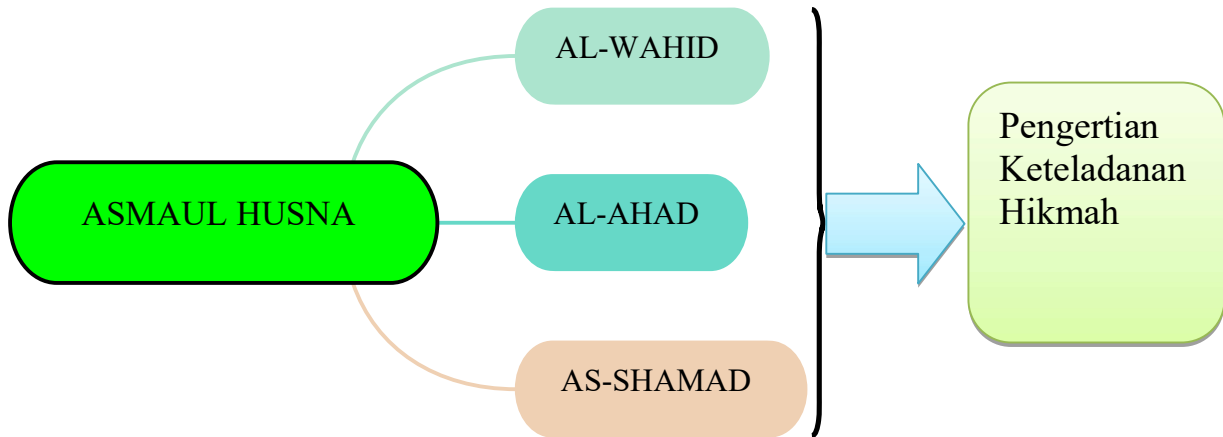 ASMAUL HUSNA
AL-WAHID
AL-AHAD
AS-SHAMAD
Pengertian
Keteladanan
Hikmah